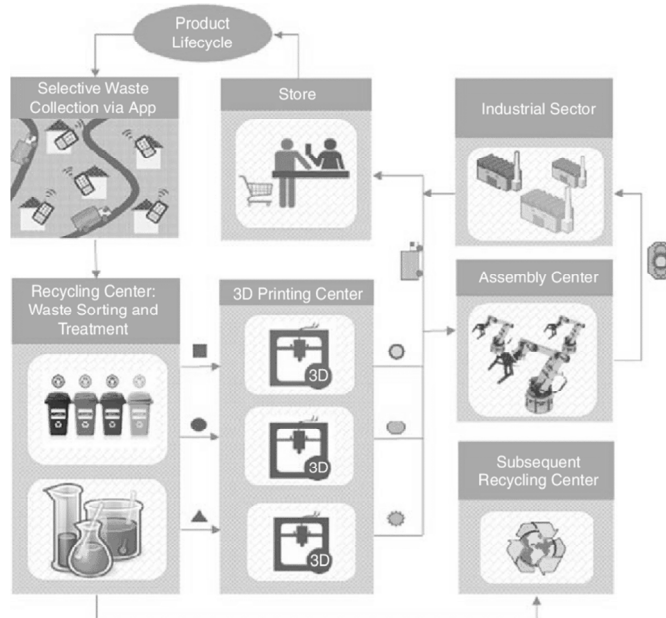 Product
Lifecycle
Selective Waste
Collection via App
Store
Industrial Sector
Recycling Center:
Waste Sorting and
Treatment
3D Printing Center
Assembly Center
3D
3D
3D
Subsequent
Recycling Center